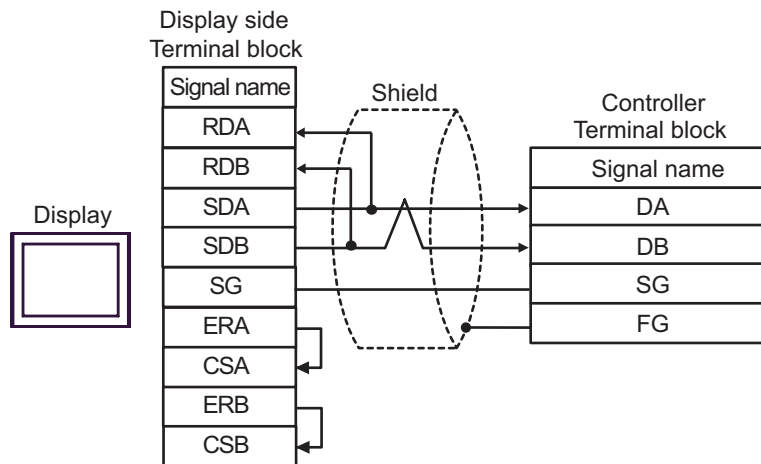 Display side
Terminal block
Signal name
RDA
RDB
SDA
SDB
SG
ERA
CSA
ERB
CSB
Display
Shield
Controller
Terminal block
Signal name
DA
DB
SG
FG